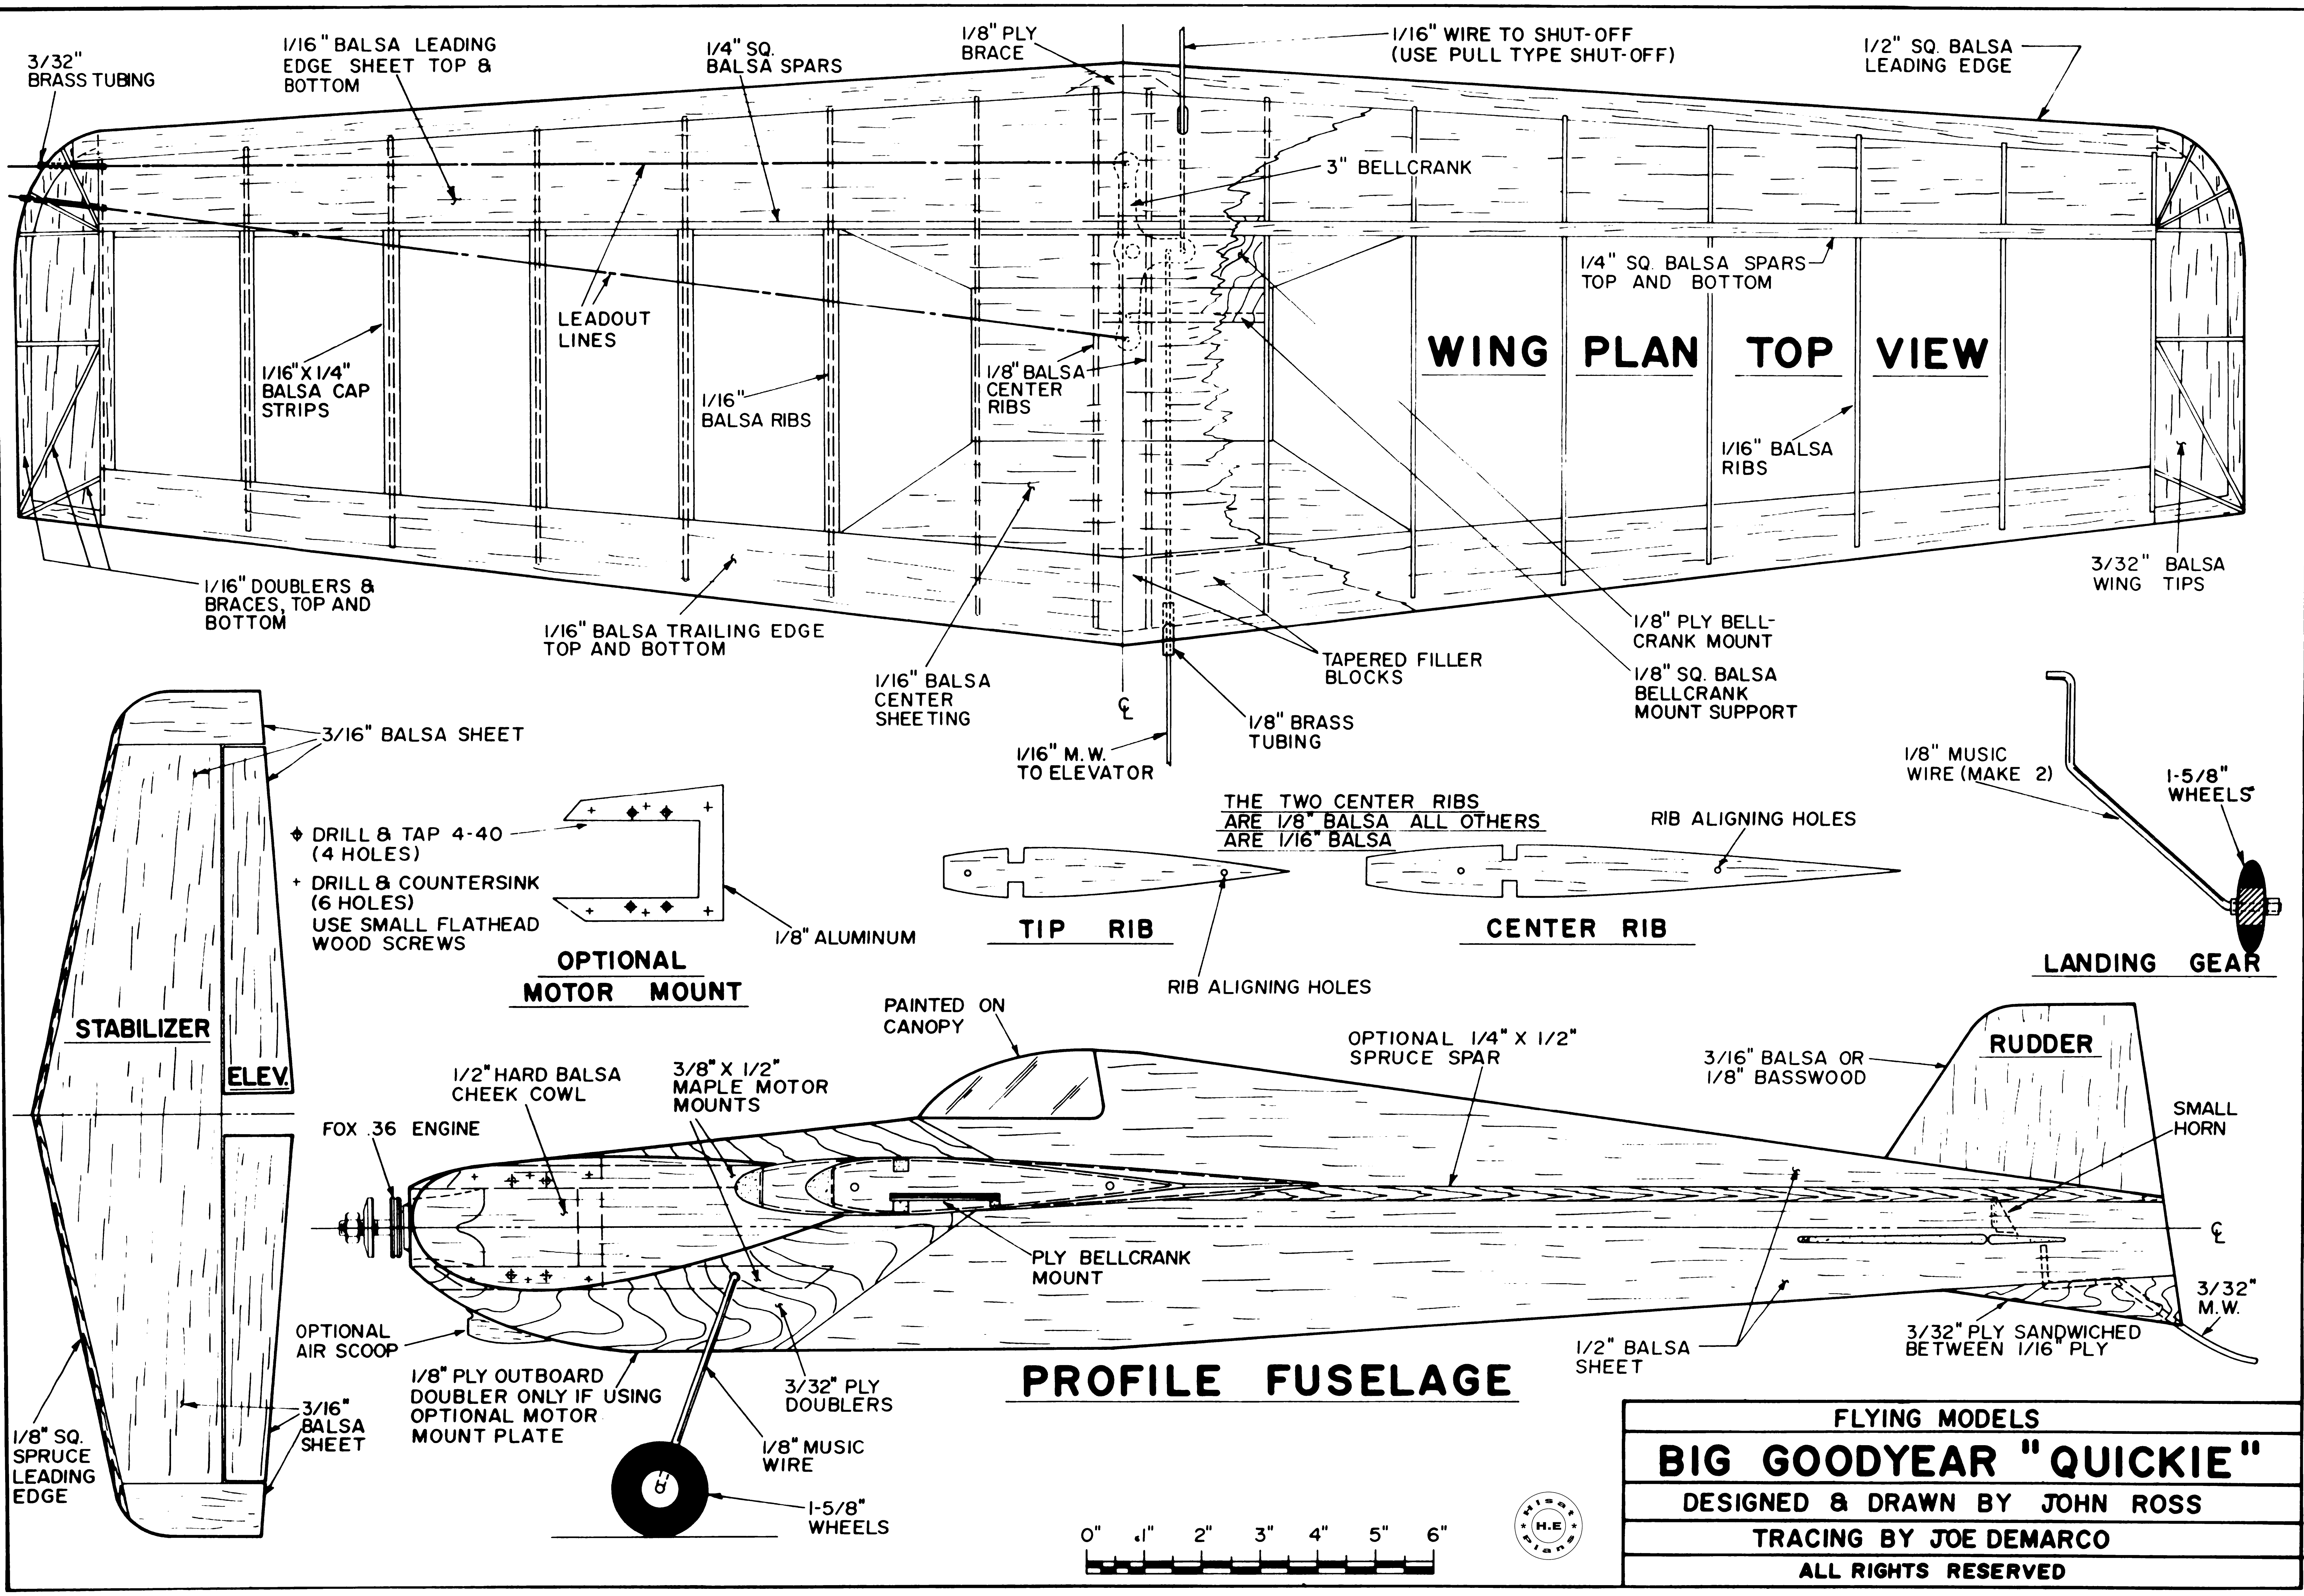 3/32"
BRASS TUBING
1/16" BALSA LEADING
EDGE SHEET TOP &
BOTTOM
1/4" SQ.
BALSA SPARS
1/8" PLY
BRACE
1/16" WIRE TO SHUT-OFF
(USE PULL TYPE SHUT-OFF)
1/2" SQ. BALSA
LEADING EDGE
3" BELLCRANK
1/4" SQ. BALSA SPARS
TOP AND BOTTOM
LEADOUT
LINES
WING PLAN TOP VIEW
1/16" X 1/4"
BALSA CAP
STRIPS
1/16"
BALSA RIBS
1/8" BALSA
CENTER
RIBS
1/16" BALSA
RIBS
1/16" DOUBLERS &
BRACES, TOP AND
BOTTOM
1/16" BALSA TRAILING EDGE
TOP AND BOTTOM
1/16" BALSA
CENTER
SHEETING
TAPERED FILLER
BLOCKS
1/8" PLY BELL-
CRANK MOUNT
1/8" SQ. BALSA
BELLCRANK
MOUNT SUPPORT
3/32" BALSA
WING TIPS
℄
1/8" BRASS
TUBING
1/16" M.W.
TO ELEVATOR
3/16" BALSA SHEET
DRILL & TAP 4-40
(4 HOLES)
+ DRILL & COUNTERSINK
(6 HOLES)
USE SMALL FLATHEAD
WOOD SCREWS
1/8" ALUMINUM
OPTIONAL
MOTOR MOUNT
THE TWO CENTER RIBS
ARE 1/8" BALSA ALL OTHERS
ARE 1/16" BALSA
RIB ALIGNING HOLES
TIP RIB
CENTER RIB
RIB ALIGNING HOLES
1/8" MUSIC
WIRE (MAKE 2)
1-5/8"
WHEELS
LANDING GEAR
STABILIZER
ELEV.
1/8" SQ.
SPRUCE
LEADING
EDGE
3/16"
BALSA
SHEET
PAINTED ON
CANOPY
OPTIONAL 1/4" X 1/2"
SPRUCE SPAR
3/16" BALSA OR
1/8" BASSWOOD
RUDDER
SMALL
HORN
1/2" HARD BALSA
CHEEK COWL
3/8" X 1/2"
MAPLE MOTOR
MOUNTS
FOX .36 ENGINE
PLY BELLCRANK
MOUNT
℄
3/32"
M.W.
OPTIONAL
AIR SCOOP
1/8" PLY OUTBOARD
DOUBLER ONLY IF USING
OPTIONAL MOTOR
MOUNT PLATE
3/32" PLY
DOUBLERS
1/8" MUSIC
WIRE
1-5/8"
WHEELS
PROFILE FUSELAGE
1/2" BALSA
SHEET
3/32" PLY SANDWICHED
BETWEEN 1/16" PLY
0" 1" 2" 3" 4" 5" 6"
Hisat
H.E
Plans
FLYING MODELS
BIG GOODYEAR "QUICKIE"
DESIGNED & DRAWN BY JOHN ROSS
TRACING BY JOE DEMARCO
ALL RIGHTS RESERVED